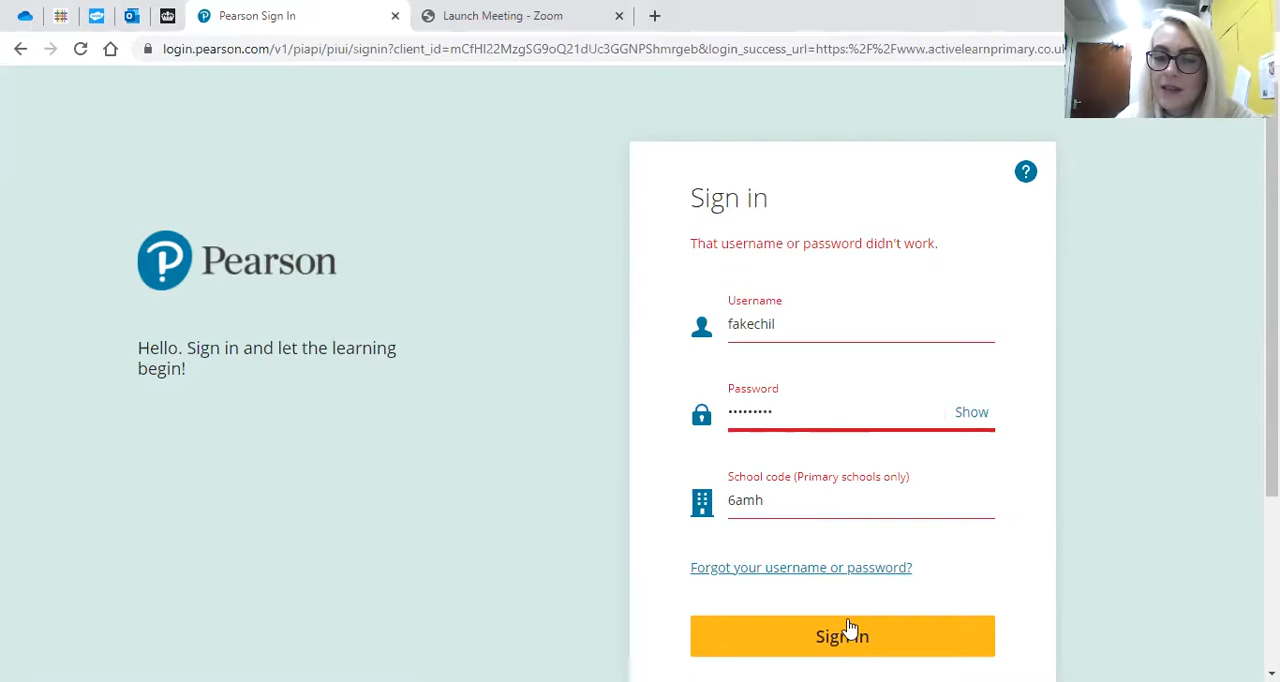 Pearson Sign In
Launch Meeting - Zoom
login.pearson.com/v1/piapi/piui/signin?client_id=mCfHI22MzgSG9oQ21dUc3GGNPShmrgeb&login_success_url=https:%2F%2Fwww.activelearnprimary.co.uk
?
Sign in
That username or password didn't work.
Pearson
Username
fakechil
Hello. Sign in and let the learning
begin!
Password
•••••••••
Show
School code (Primary schools only)
6amh
Forgot your username or password?
Sign in